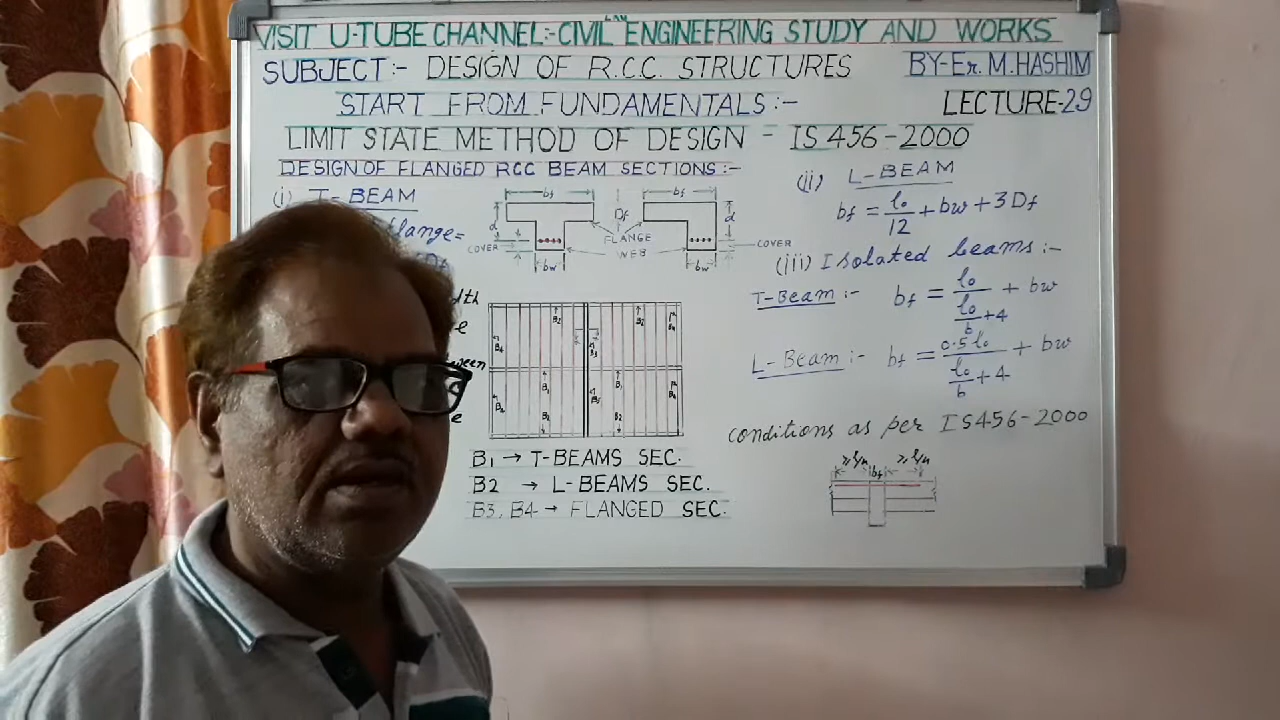 VISIT U-TUBE CHANNEL:-CIVIL ENGINEERING STUDY AND WORKS
SUBJECT:- DESIGN OF R.C.C. STRUCTURES BY-Er. M.HASHIM
START FROM FUNDAMENTALS:- LECTURE-29
LIMIT STATE METHOD OF DESIGN - IS 456-2000
DESIGN OF FLANGED RCC BEAM SECTIONS:-
(i) T-BEAM
flange=
bf
d
Df
COVER
FLANGE
WEB
bw
bf
d
COVER
bw
B1 → T-BEAMS SEC.
B2 → L-BEAMS SEC.
B3, B4 → FLANGED SEC.
(ii) L-BEAM
bf = lo/12 + bw + 3Df
(iii) Isolated beams:-
T-Beam:- bf = lo/(lo/b + 4) + bw
L-Beam:- bf = 0.5lo/(lo/b + 4) + bw
conditions as per IS456-2000
bf